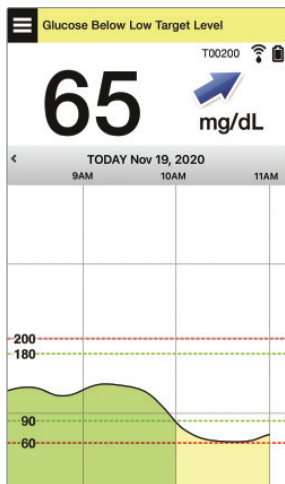 Glucose Below Low Target Level
T00200
65
mg/dL
< TODAY Nov 19, 2020
9AM 10AM 11AM
200
180
90
60